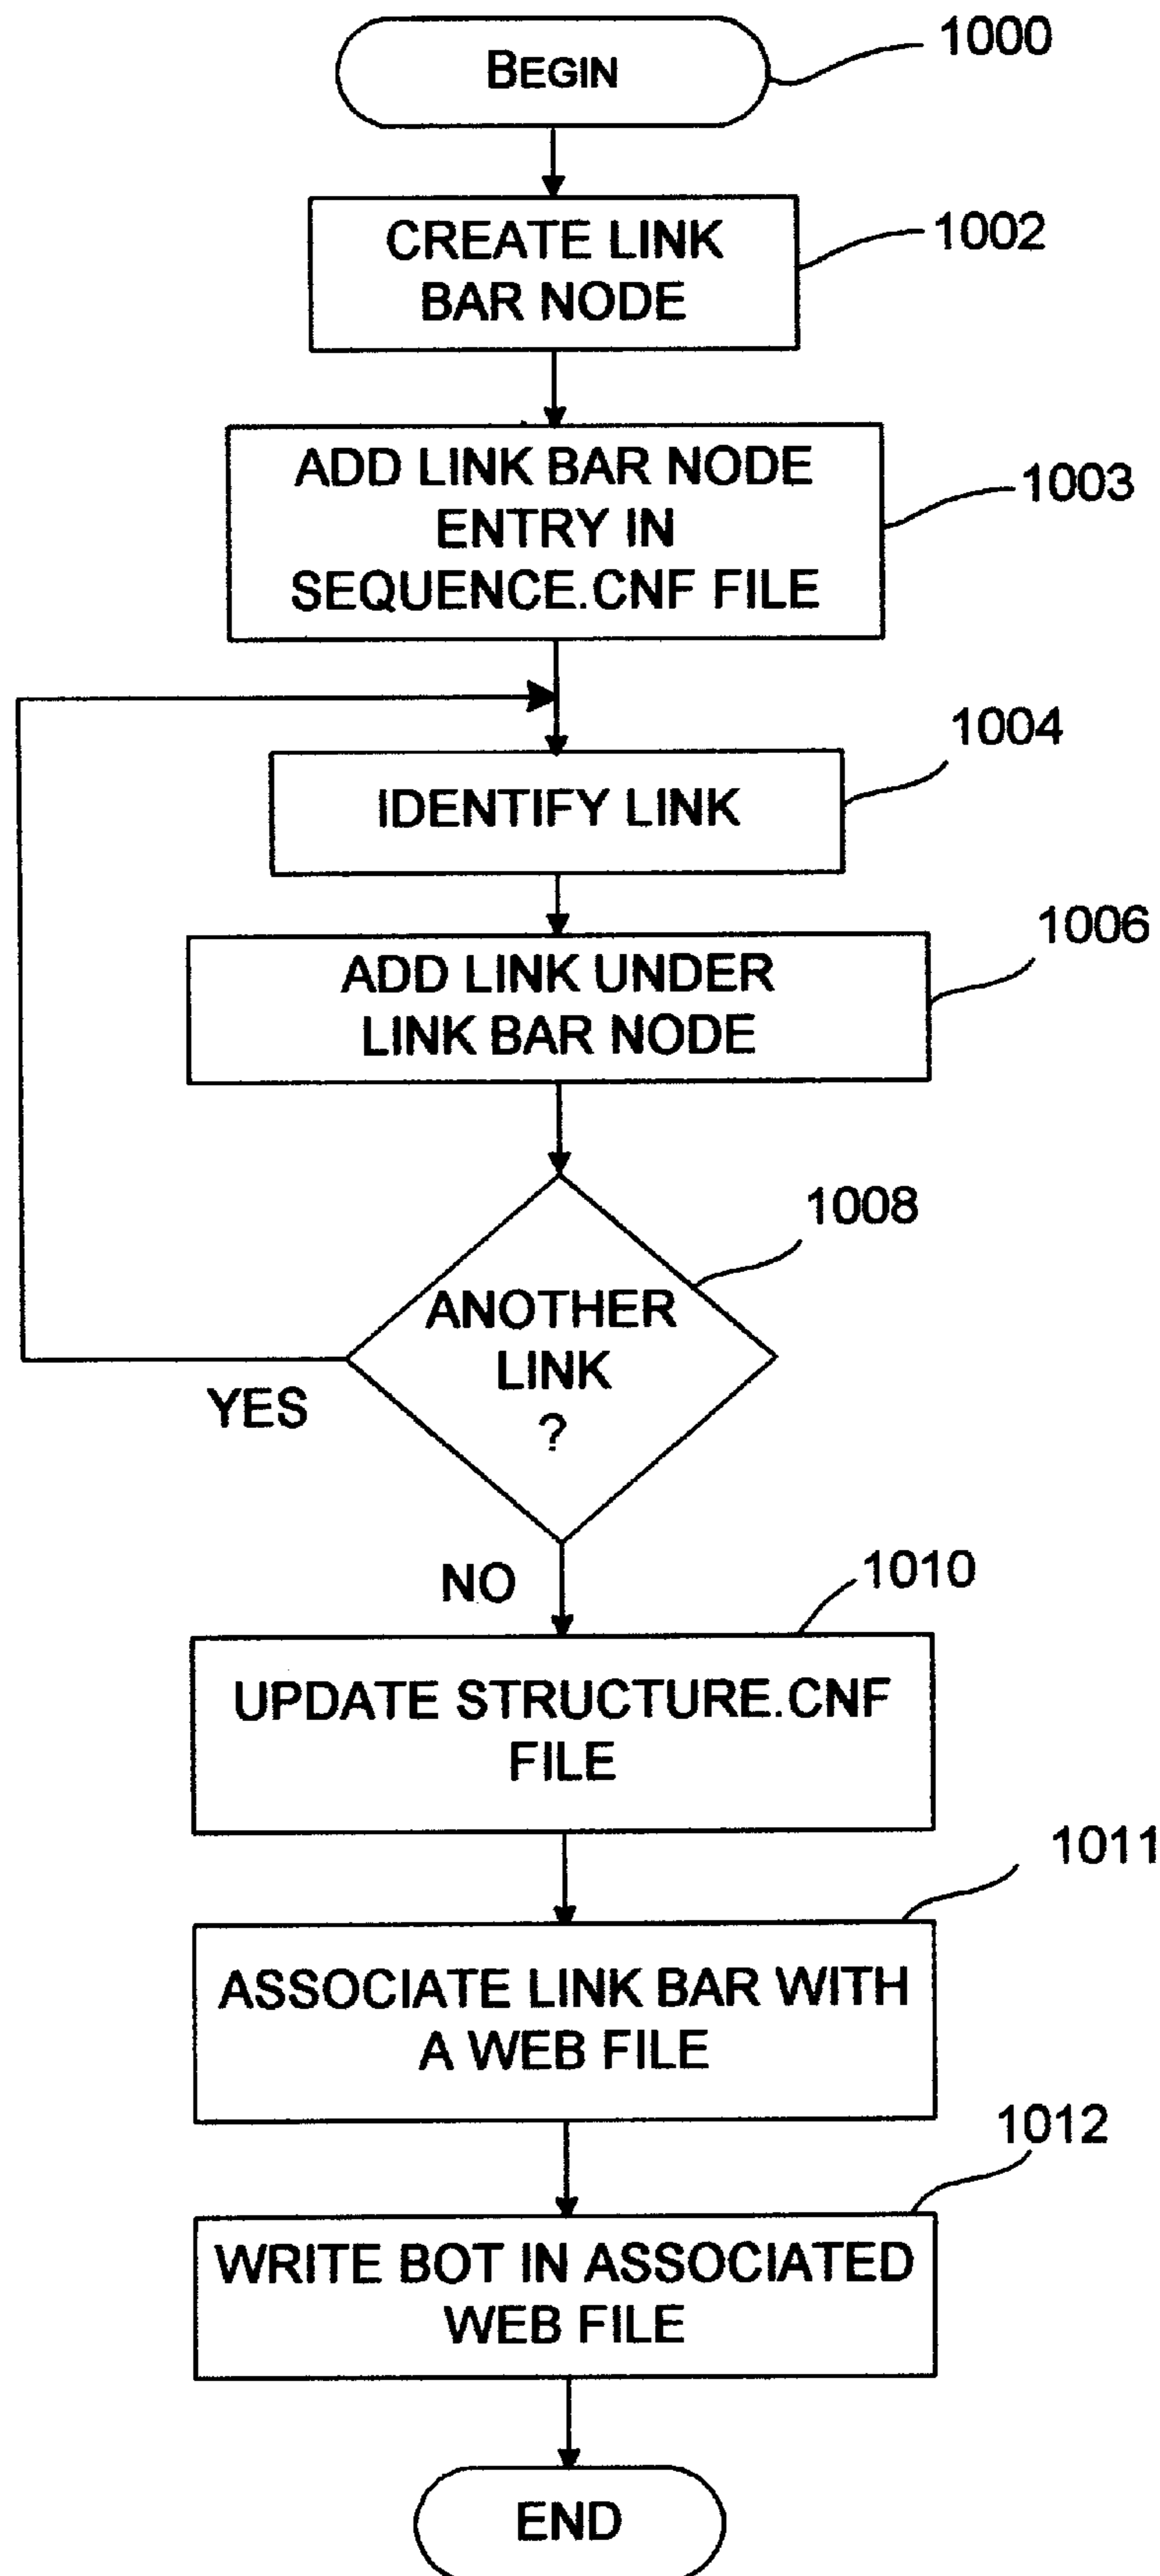 BEGIN
1000
CREATE LINK
BAR NODE
1002
ADD LINK BAR NODE
ENTRY IN
SEQUENCE.CNF FILE
1003
IDENTIFY LINK
1004
ADD LINK UNDER
LINK BAR NODE
1006
ANOTHER
LINK
?
1008
YES
NO
UPDATE STRUCTURE.CNF
FILE
1010
ASSOCIATE LINK BAR WITH
A WEB FILE
1011
WRITE BOT IN ASSOCIATED
WEB FILE
1012
END